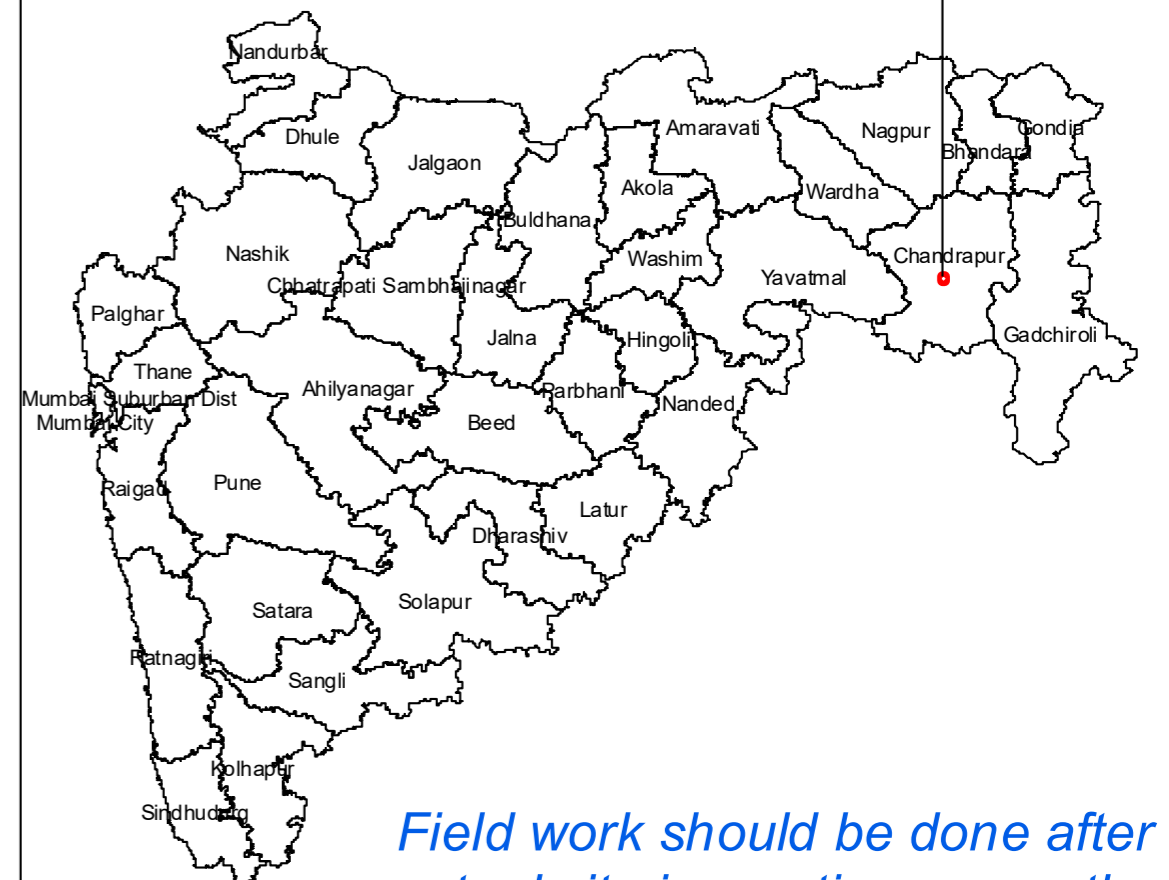 Nandurbar
Dhule
Jalgaon
Amaravati
Nagpur
Gondia
Bhandara
Akola
Wardha
Buldhana
Nashik
Washim
Chandrapur
Yavatmal
Chhatrapati Sambhajinagar
Palghar
Jalna
Hingoli
Gadchiroli
Thane
Ahilyanagar
Parbhani
Nanded
Mumbai Suburban Dist
Mumbai City
Beed
Raigad
Pune
Latur
Dharashiv
Satara
Solapur
Ratnagiri
Sangli
Kolhapur
Sindhudurg
Field work should be done after